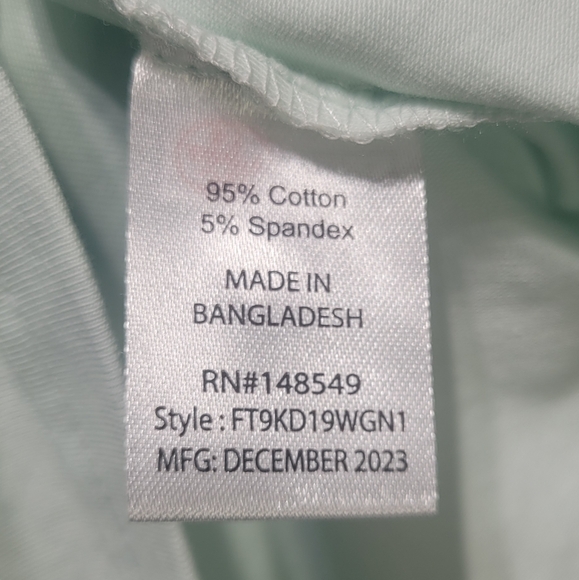 95% Cotton
5% Spandex
MADE IN
BANGLADESH
RN#148549
Style : FT9KD19WGN1
MFG: DECEMBER 2023